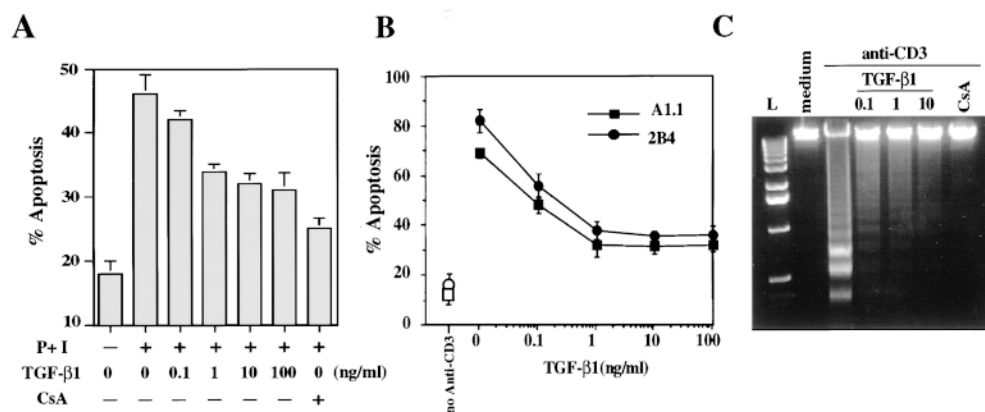 A
% Apoptosis
50
40
30
20
10
P+ I — + + + + + +
TGF-β1 0 0 0.1 1 10 100 0 (ng/ml)
CsA — — — — — — +
B
% Apoptosis
100
80
60
40
20
0
A1.1
2B4
no Anti-CD3
0 0.1 1 10 100
TGF-β1(ng/ml)
C
anti-CD3
TGF-β1
L medium 0.1 1 10 CsA